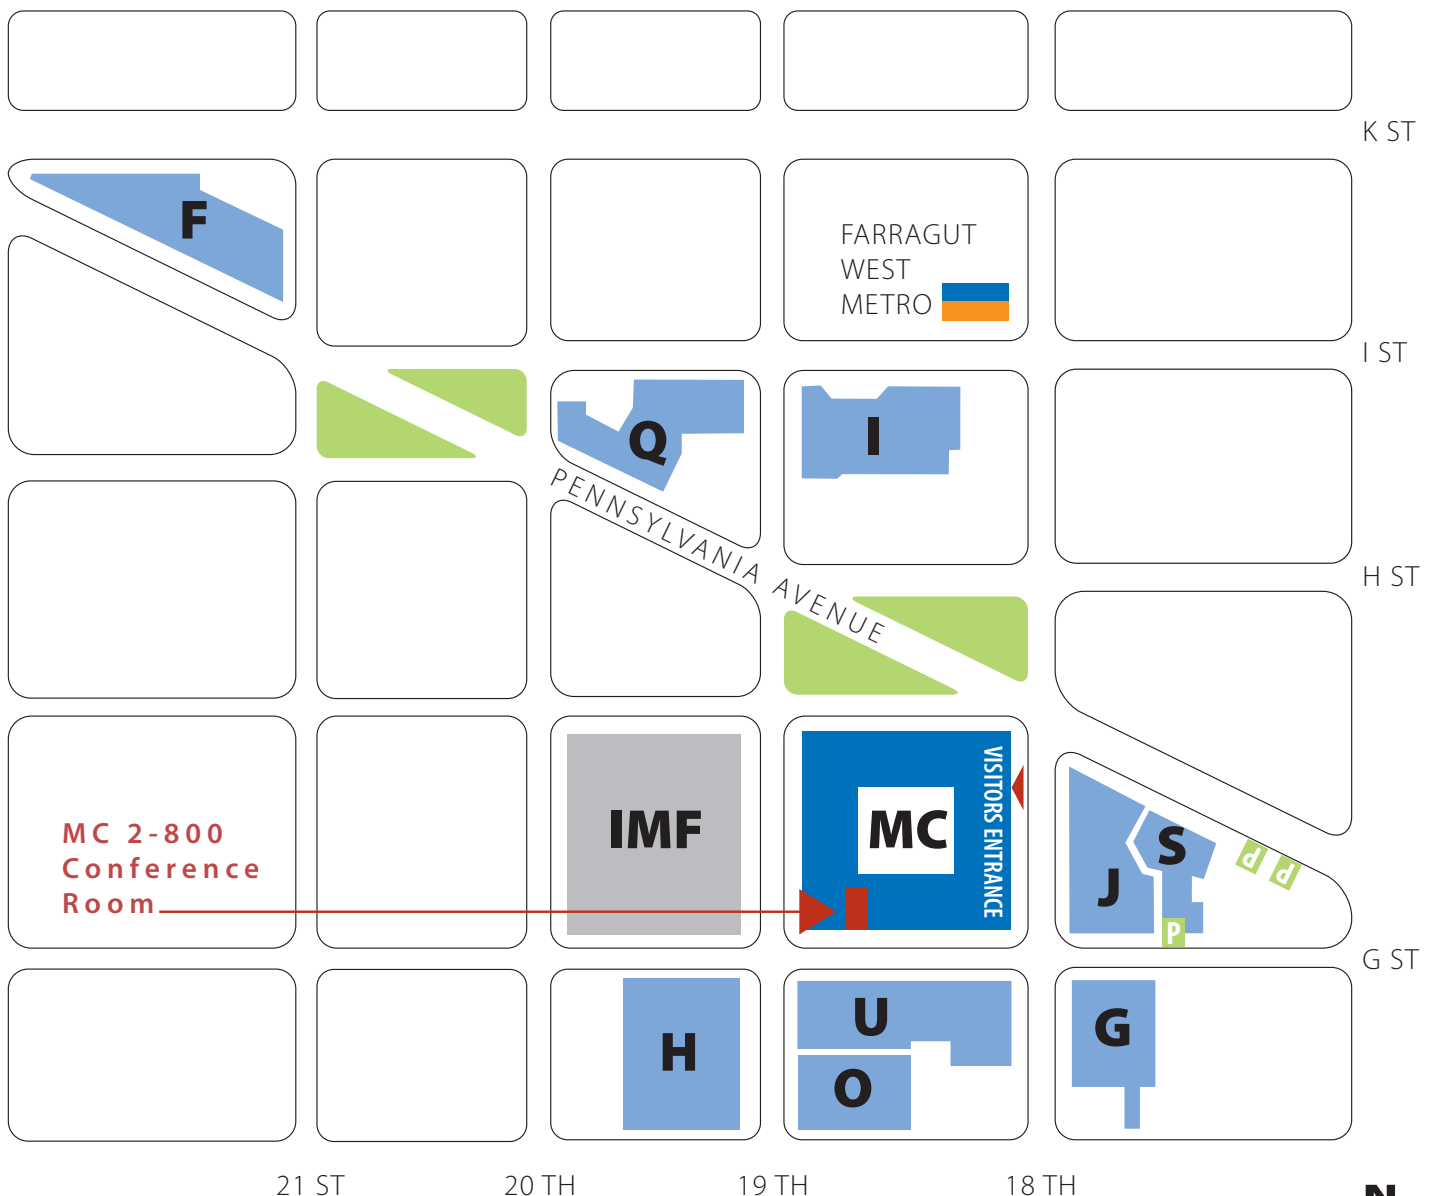 K ST
F
FARRAGUT
WEST
METRO
I ST
Q
I
PENNSYLVANIA AVENUE
H ST
IMF
MC
VISITORS ENTRANCE
MC 2-800
Conference
Room
S
J
P
P
P
G ST
H
U
O
G
21 ST
20 TH
19 TH
18 TH
N